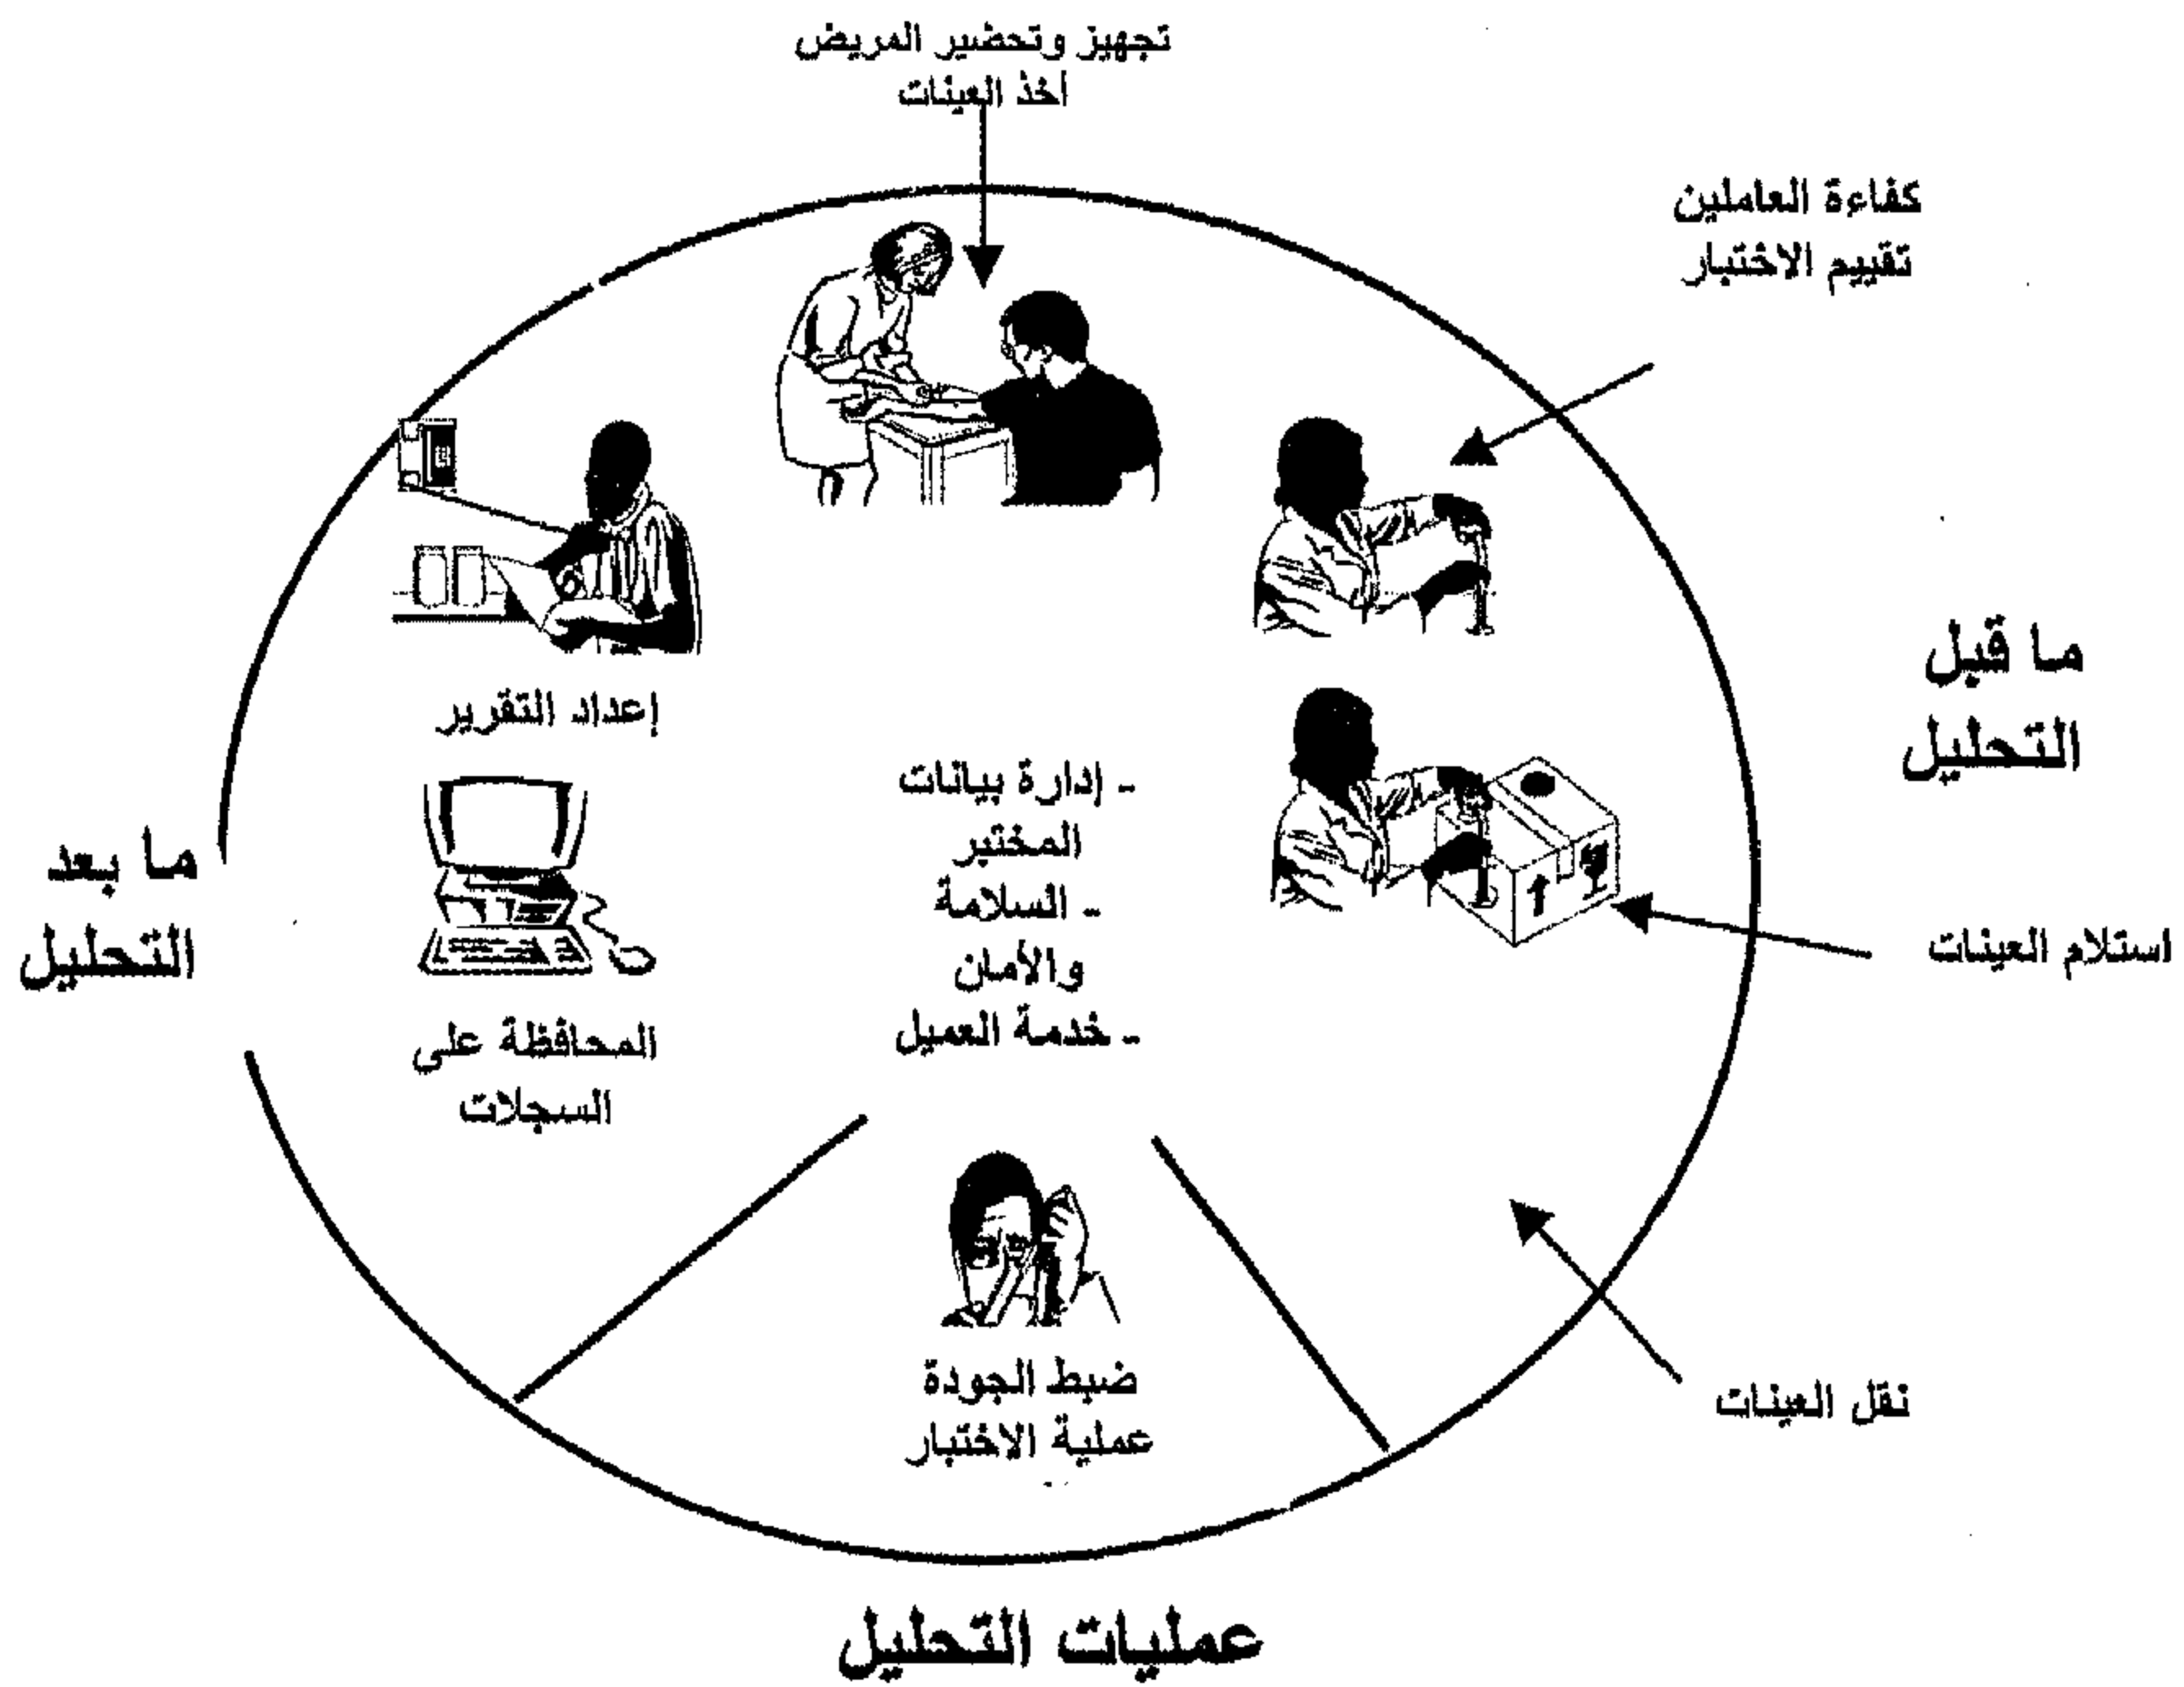 تجهيز وتحضير المريض
أخذ العينات
كفاءة العاملين
تقييم الاختبار
ما قبل
التحليل
استلام العينات
نقل العينات
إعداد التقرير
المحافظة على
السجلات
- إدارة بيانات
المختبر
- السلامة
والأمان
- خدمة العميل
ما بعد
التحليل
ضبط الجودة
عملية الاختبار
عمليات التحليل